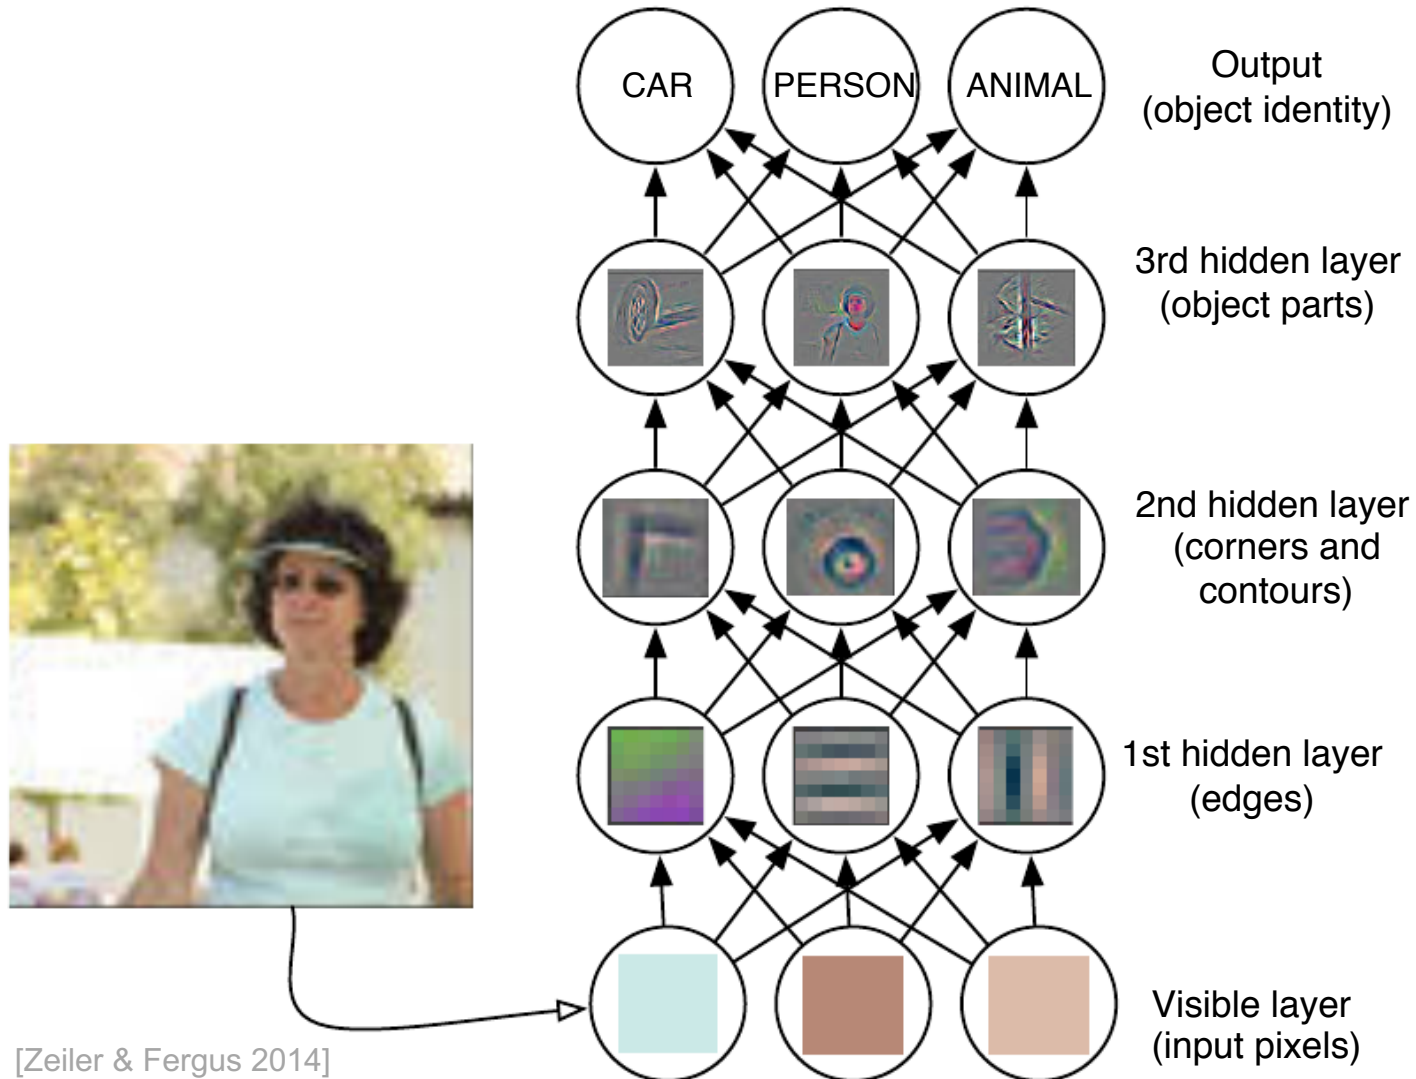 CAR
PERSON
ANIMAL
Output
(object identity)
3rd hidden layer
(object parts)
2nd hidden layer
(corners and
contours)
1st hidden layer
(edges)
Visible layer
(input pixels)
[Zeiler & Fergus 2014]